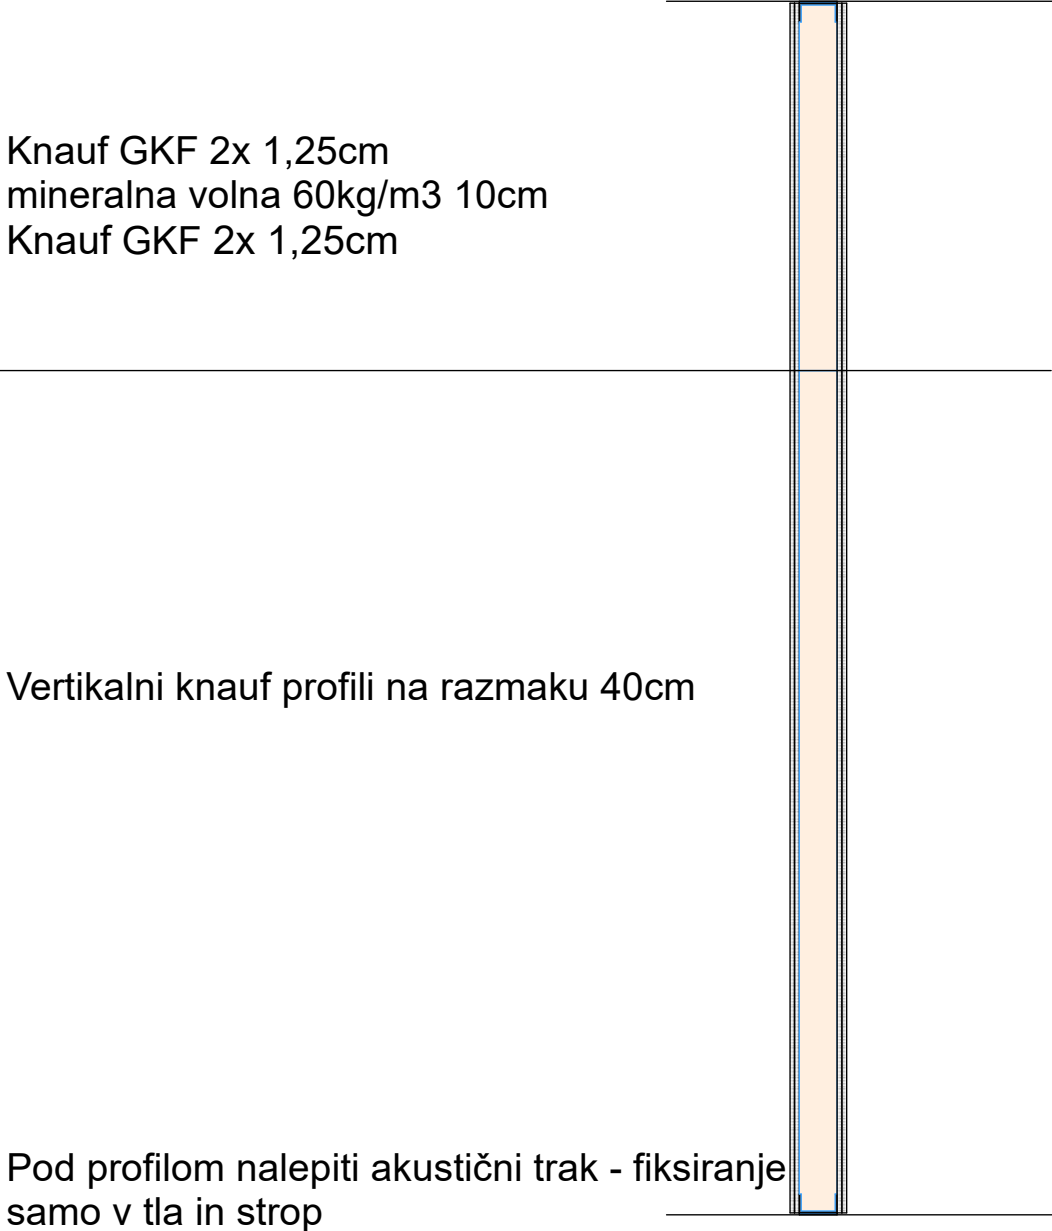 Knauf GKF 2x 1,25cm
mineralna volna 60kg/m3 10cm
Knauf GKF 2x 1,25cm
Vertikalni knauf profili na razmaku 40cm
Pod profilom nalepiti akustični trak - fiksiranje
samo v tla in strop